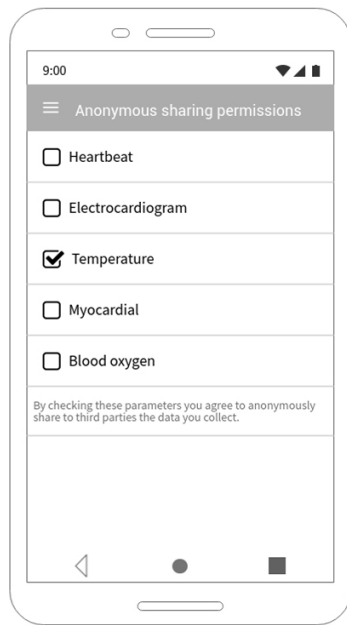 9:00
Anonymous sharing permissions
Heartbeat
Electrocardiogram
Temperature
Myocardial
Blood oxygen
By checking these parameters you agree to anonymously
share to third parties the data you collect.